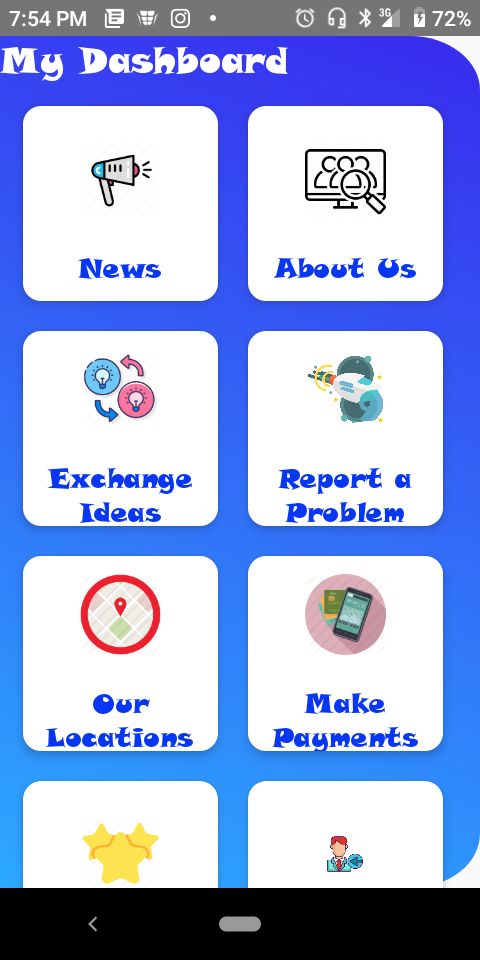 7:54 PM
3G
72%
My Dashboard
News
About Us
Exchange
Ideas
Report a
Problem
Our
Locations
Make
Payments